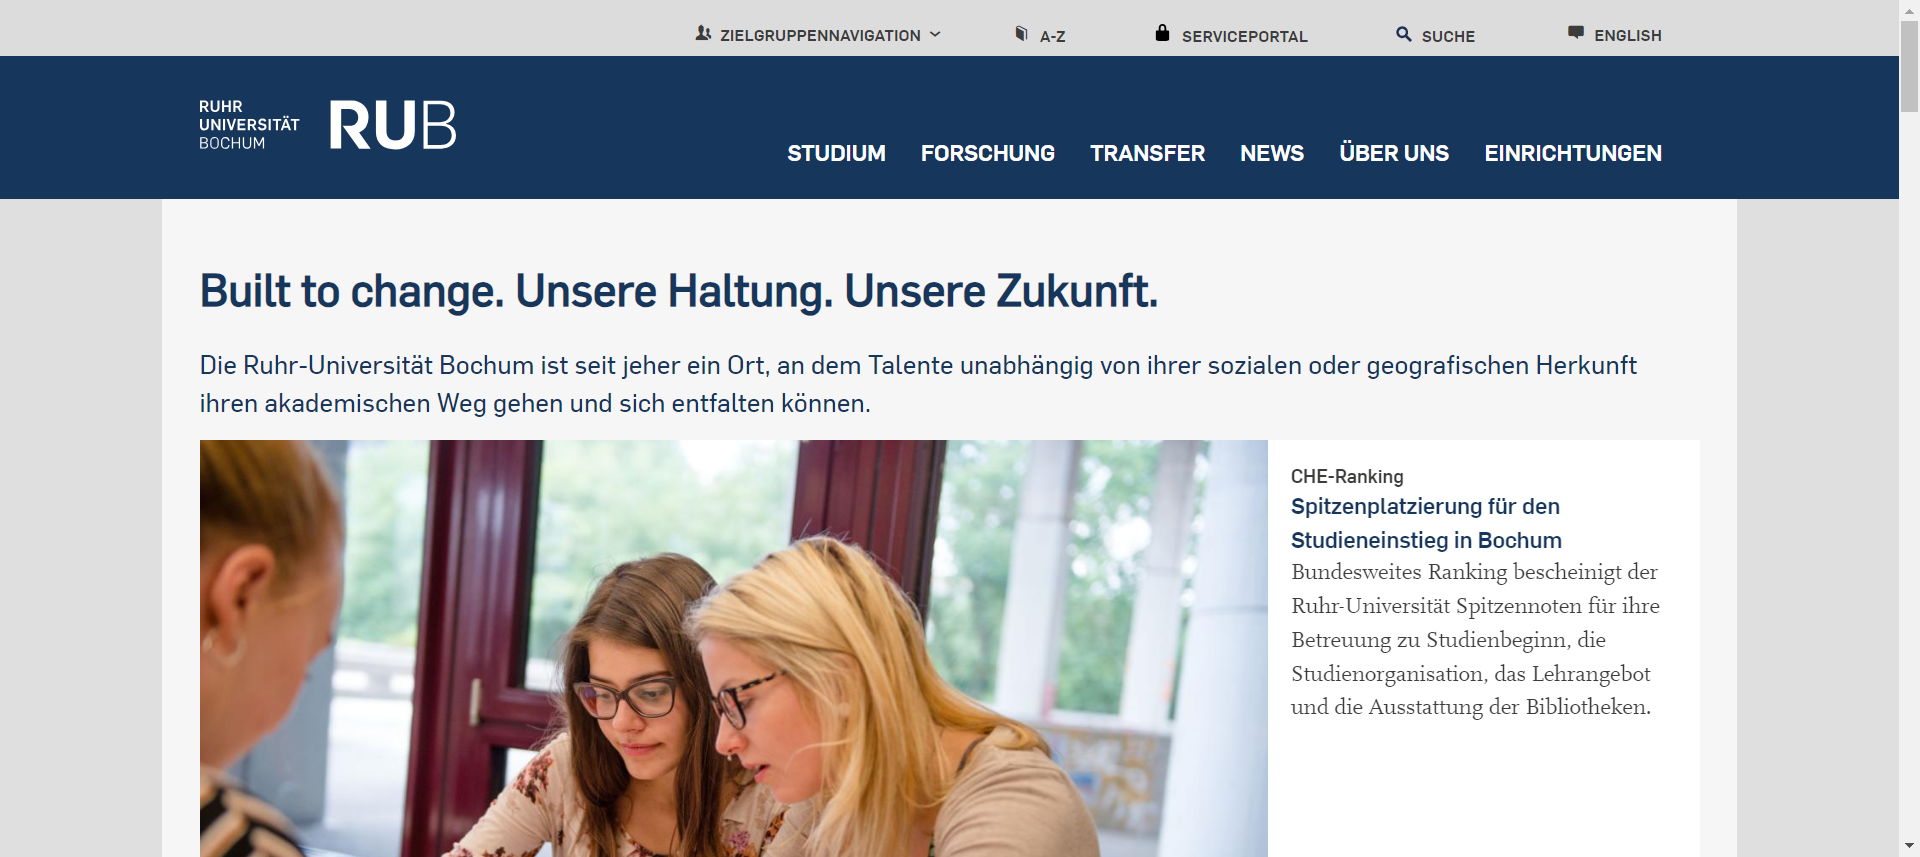 ZIELGRUPPENNAVIGATION
A-Z
SERVICEPORTAL
SUCHE
ENGLISH
RUHR
UNIVERSITÄT
BOCHUM
RUB
STUDIUM
FORSCHUNG
TRANSFER
NEWS
ÜBER UNS
EINRICHTUNGEN
Built to change. Unsere Haltung. Unsere Zukunft.
Die Ruhr-Universität Bochum ist seit jeher ein Ort, an dem Talente unabhängig von ihrer sozialen oder geografischen Herkunft
ihren akademischen Weg gehen und sich entfalten können.
CHE-Ranking
Spitzenplatzierung für den
Studieneinstieg in Bochum
Bundesweites Ranking bescheinigt der
Ruhr-Universität Spitzennoten für ihre
Betreuung zu Studienbeginn, die
Studienorganisation, das Lehrangebot
und die Ausstattung der Bibliotheken.